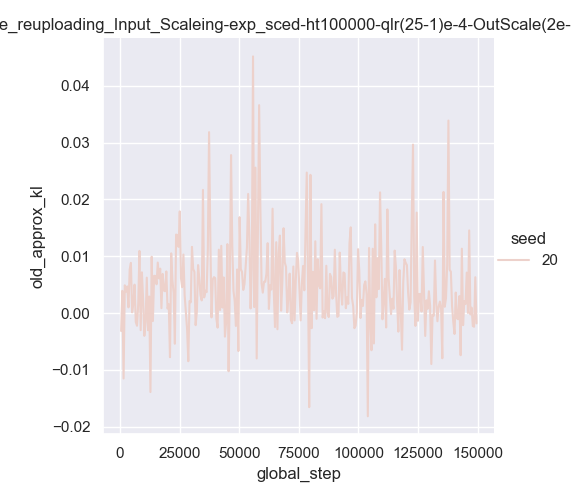 e_reuploading_Input_Scaleing-exp_sced-ht100000-qlr(25-1)e-4-OutScale(2e-
0.04
0.03
0.02
0.01
0.00
−0.01
−0.02
old_approx_kl
0 25000 50000 75000 100000 125000 150000
global_step
seed
20